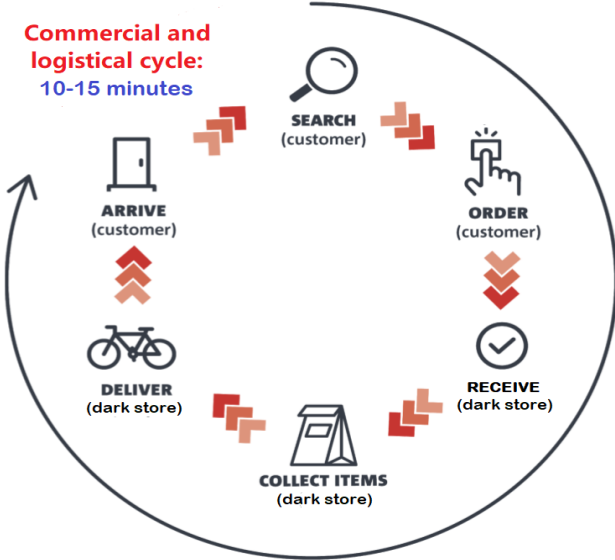 Commercial and
logistical cycle:
10-15 minutes
SEARCH
(customer)
ORDER
(customer)
RECEIVE
(dark store)
COLLECT ITEMS
(dark store)
DELIVER
(dark store)
ARRIVE
(customer)